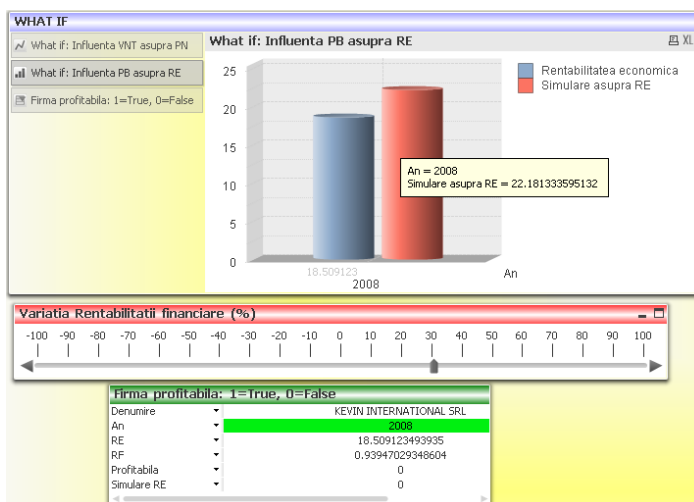 WHAT IF
What if: Influenta VNT asupra PN
What if: Influenta PB asupra RE
Firma profitabila: 1=True, 0=False
What if: Influenta PB asupra RE
XL
25
20
15
10
5
0
18.509123
2008
An
Rentabilitatea economica
Simulare asupra RE
An = 2008
Simulare asupra RE = 22.181333595132
Variatia Rentabilitatii financiare (%)
-100 -90 -80 -70 -60 -50 -40 -30 -20 -10 0 10 20 30 40 50 60 70 80 90 100
Firma profitabila: 1=True, 0=False
Denumire KEVIN INTERNATIONAL SRL
An 2008
RE 18.509123493935
RF 0.93947029348604
Profitabila 0
Simulare RE 0